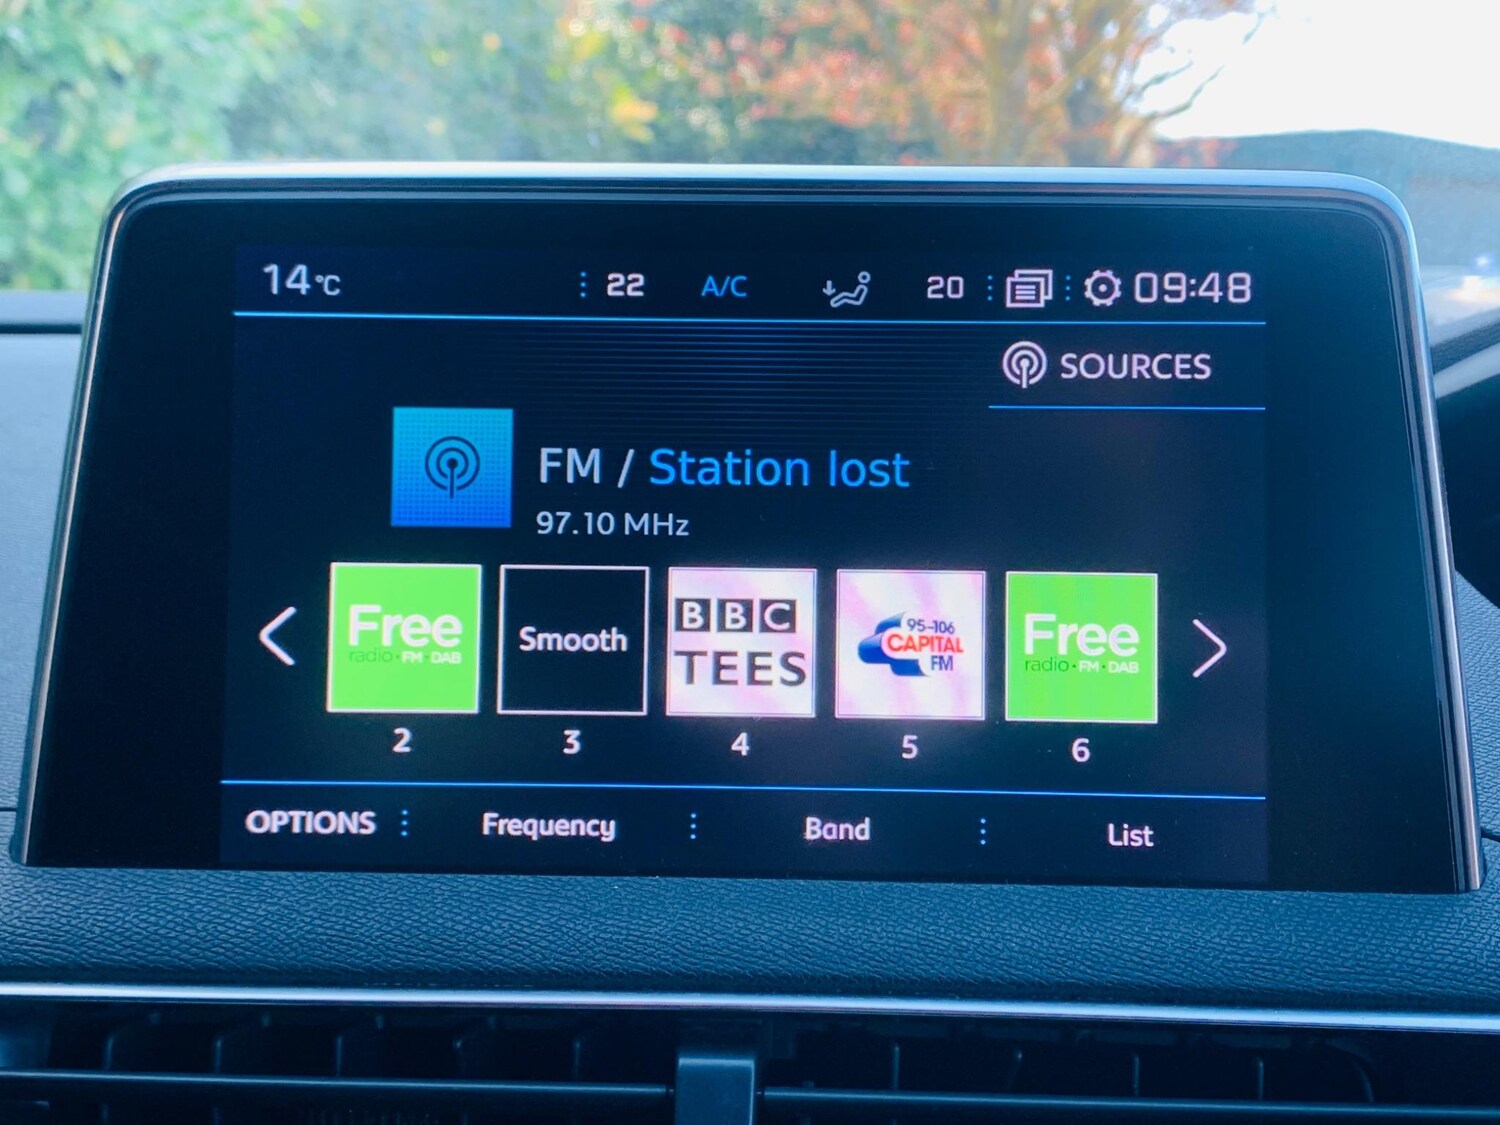 14°C 22 A/C 20 09:48
SOURCES
FM / Station lost
97.10 MHz
Free
radio·FM·DAB
Smooth
BBC
TEES
95-106
CAPITAL
FM
Free
radio·FM·DAB
2 3 4 5 6
OPTIONS Frequency Band List